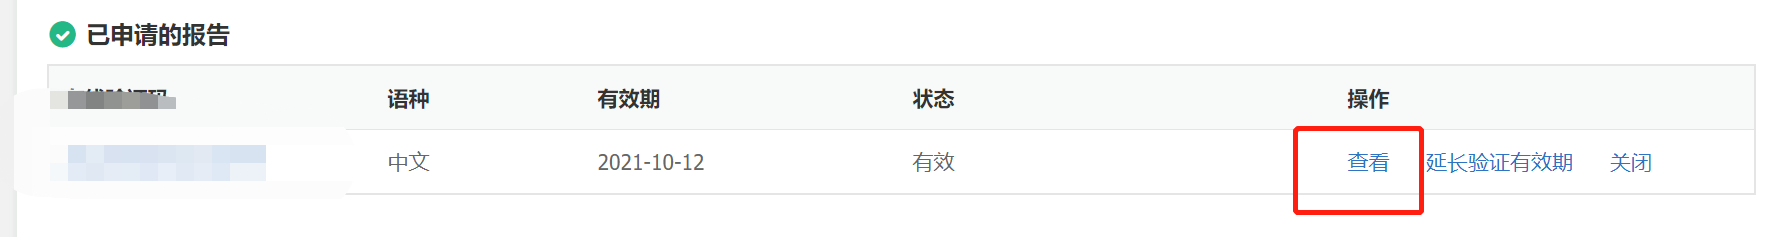 已申请的报告
语种 有效期 状态 操作
中文 2021-10-12 有效 查看 延长验证有效期 关闭